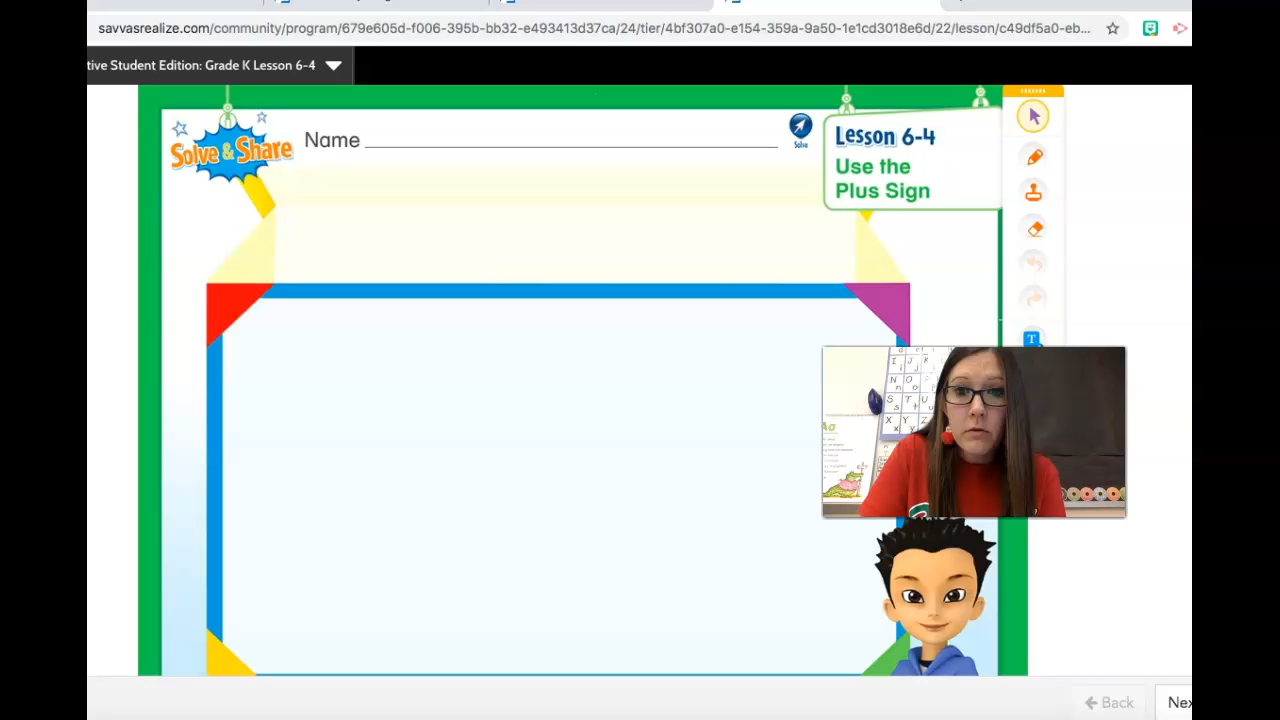 savvasrealize.com/community/program/679e605d-f006-395b-bb32-e493413d37ca/24/tier/4bf307a0-e154-359a-9a50-1e1cd3018e6d/22/lesson/c49df5a0-eb...
tive Student Edition: Grade K Lesson 6-4
Solve & Share
Name
Solve
Lesson 6-4
Use the
Plus Sign
T
I J
i j
N O
n o
S T U
s t u
X Y Z
x y
Back
Nex